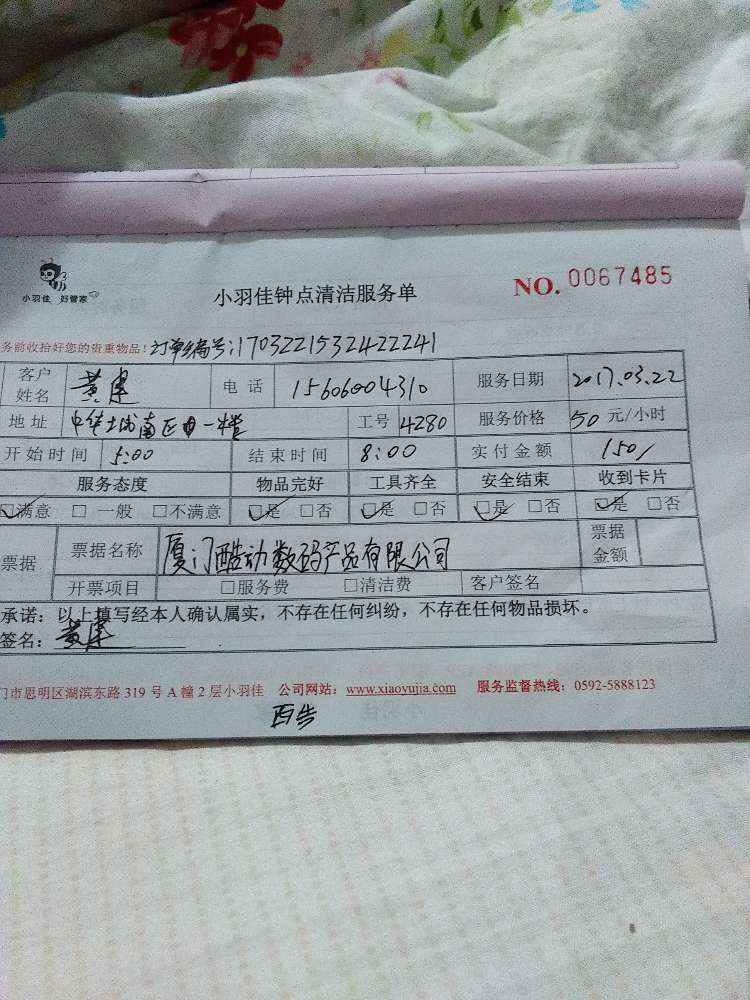 小羽佳 好管家
小羽佳钟点清洁服务单
NO. 0067485
务前收拾好您的贵重物品! 订单编号:170322153242241
客户姓名 黄建 电话 15606004310 服务日期 2017.03.22
地址 中华城南区 一楼 工号 4280 服务价格 50 元/小时
开始时间 5:00 结束时间 8:00 实付金额 150/
服务态度 物品完好 工具齐全 安全结束 收到卡片
☑满意 □ 一般 □不满意 ☑是 □否 ☑是 □否 ☑是 □否 ☑是 □否
票据 票据名称 厦门酷动数码产品有限公司 票据金额
开票项目 □服务费 □清洁费 客户签名
承诺：以上填写经本人确认属实，不存在任何纠纷，不存在任何物品损坏。
签名：黄建
门市思明区湖滨东路 319 号 A 幢 2 层小羽佳 公司网站：www.xiaoyujia.com 服务监督热线：0592-5888123